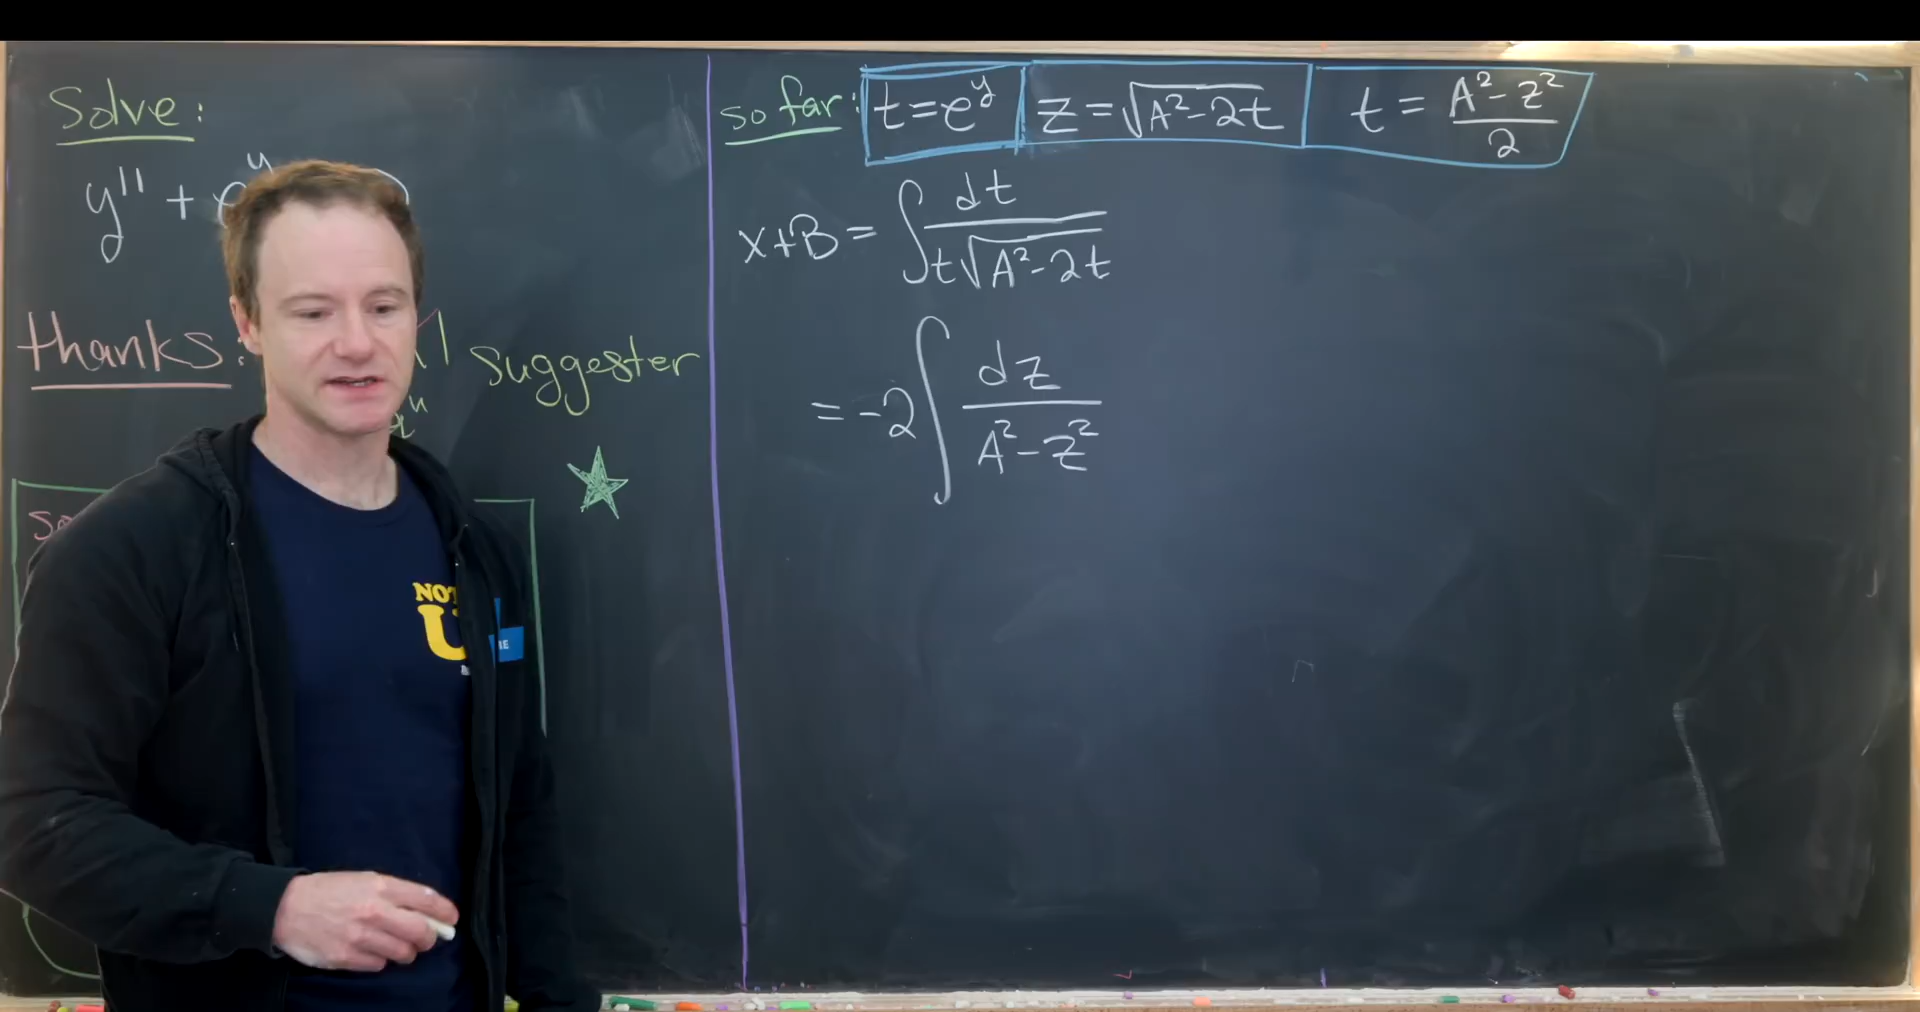 Solve:
y'' + e^y
thanks:
suggester
so far: t=e^y z=√(A²-2t) t = (A²-z²)/2
x+B = ∫ dt/(t√(A²-2t))
= -2 ∫ dz/(A²-z²)
NOT
U